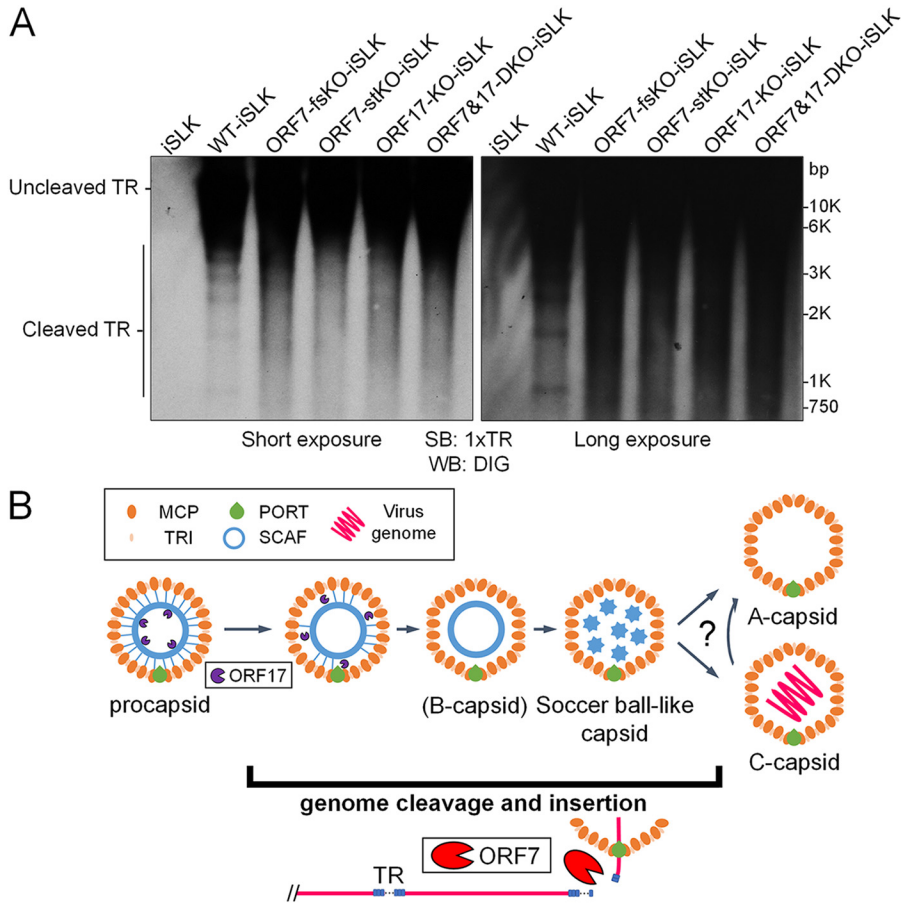 A
iSLK
WT-iSLK
ORF7-fsKO-iSLK
ORF7-stKO-iSLK
ORF17-KO-iSLK
ORF7&17-DKO-iSLK
iSLK
WT-iSLK
ORF7-fsKO-iSLK
ORF7-stKO-iSLK
ORF17-KO-iSLK
ORF7&17-DKO-iSLK
Uncleaved TR
Cleaved TR
bp
10K
6K
3K
2K
1K
750
Short exposure
SB: 1xTR
WB: DIG
Long exposure
B
MCP
PORT
Virus
genome
TRI
SCAF
?
A-capsid
ORF17
procapsid
(B-capsid)
Soccer ball-like
capsid
C-capsid
genome cleavage and insertion
ORF7
TR
//